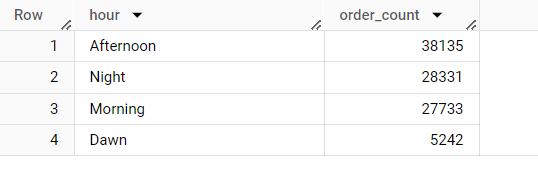 Row hour order_count
1 Afternoon 38135
2 Night 28331
3 Morning 27733
4 Dawn 5242